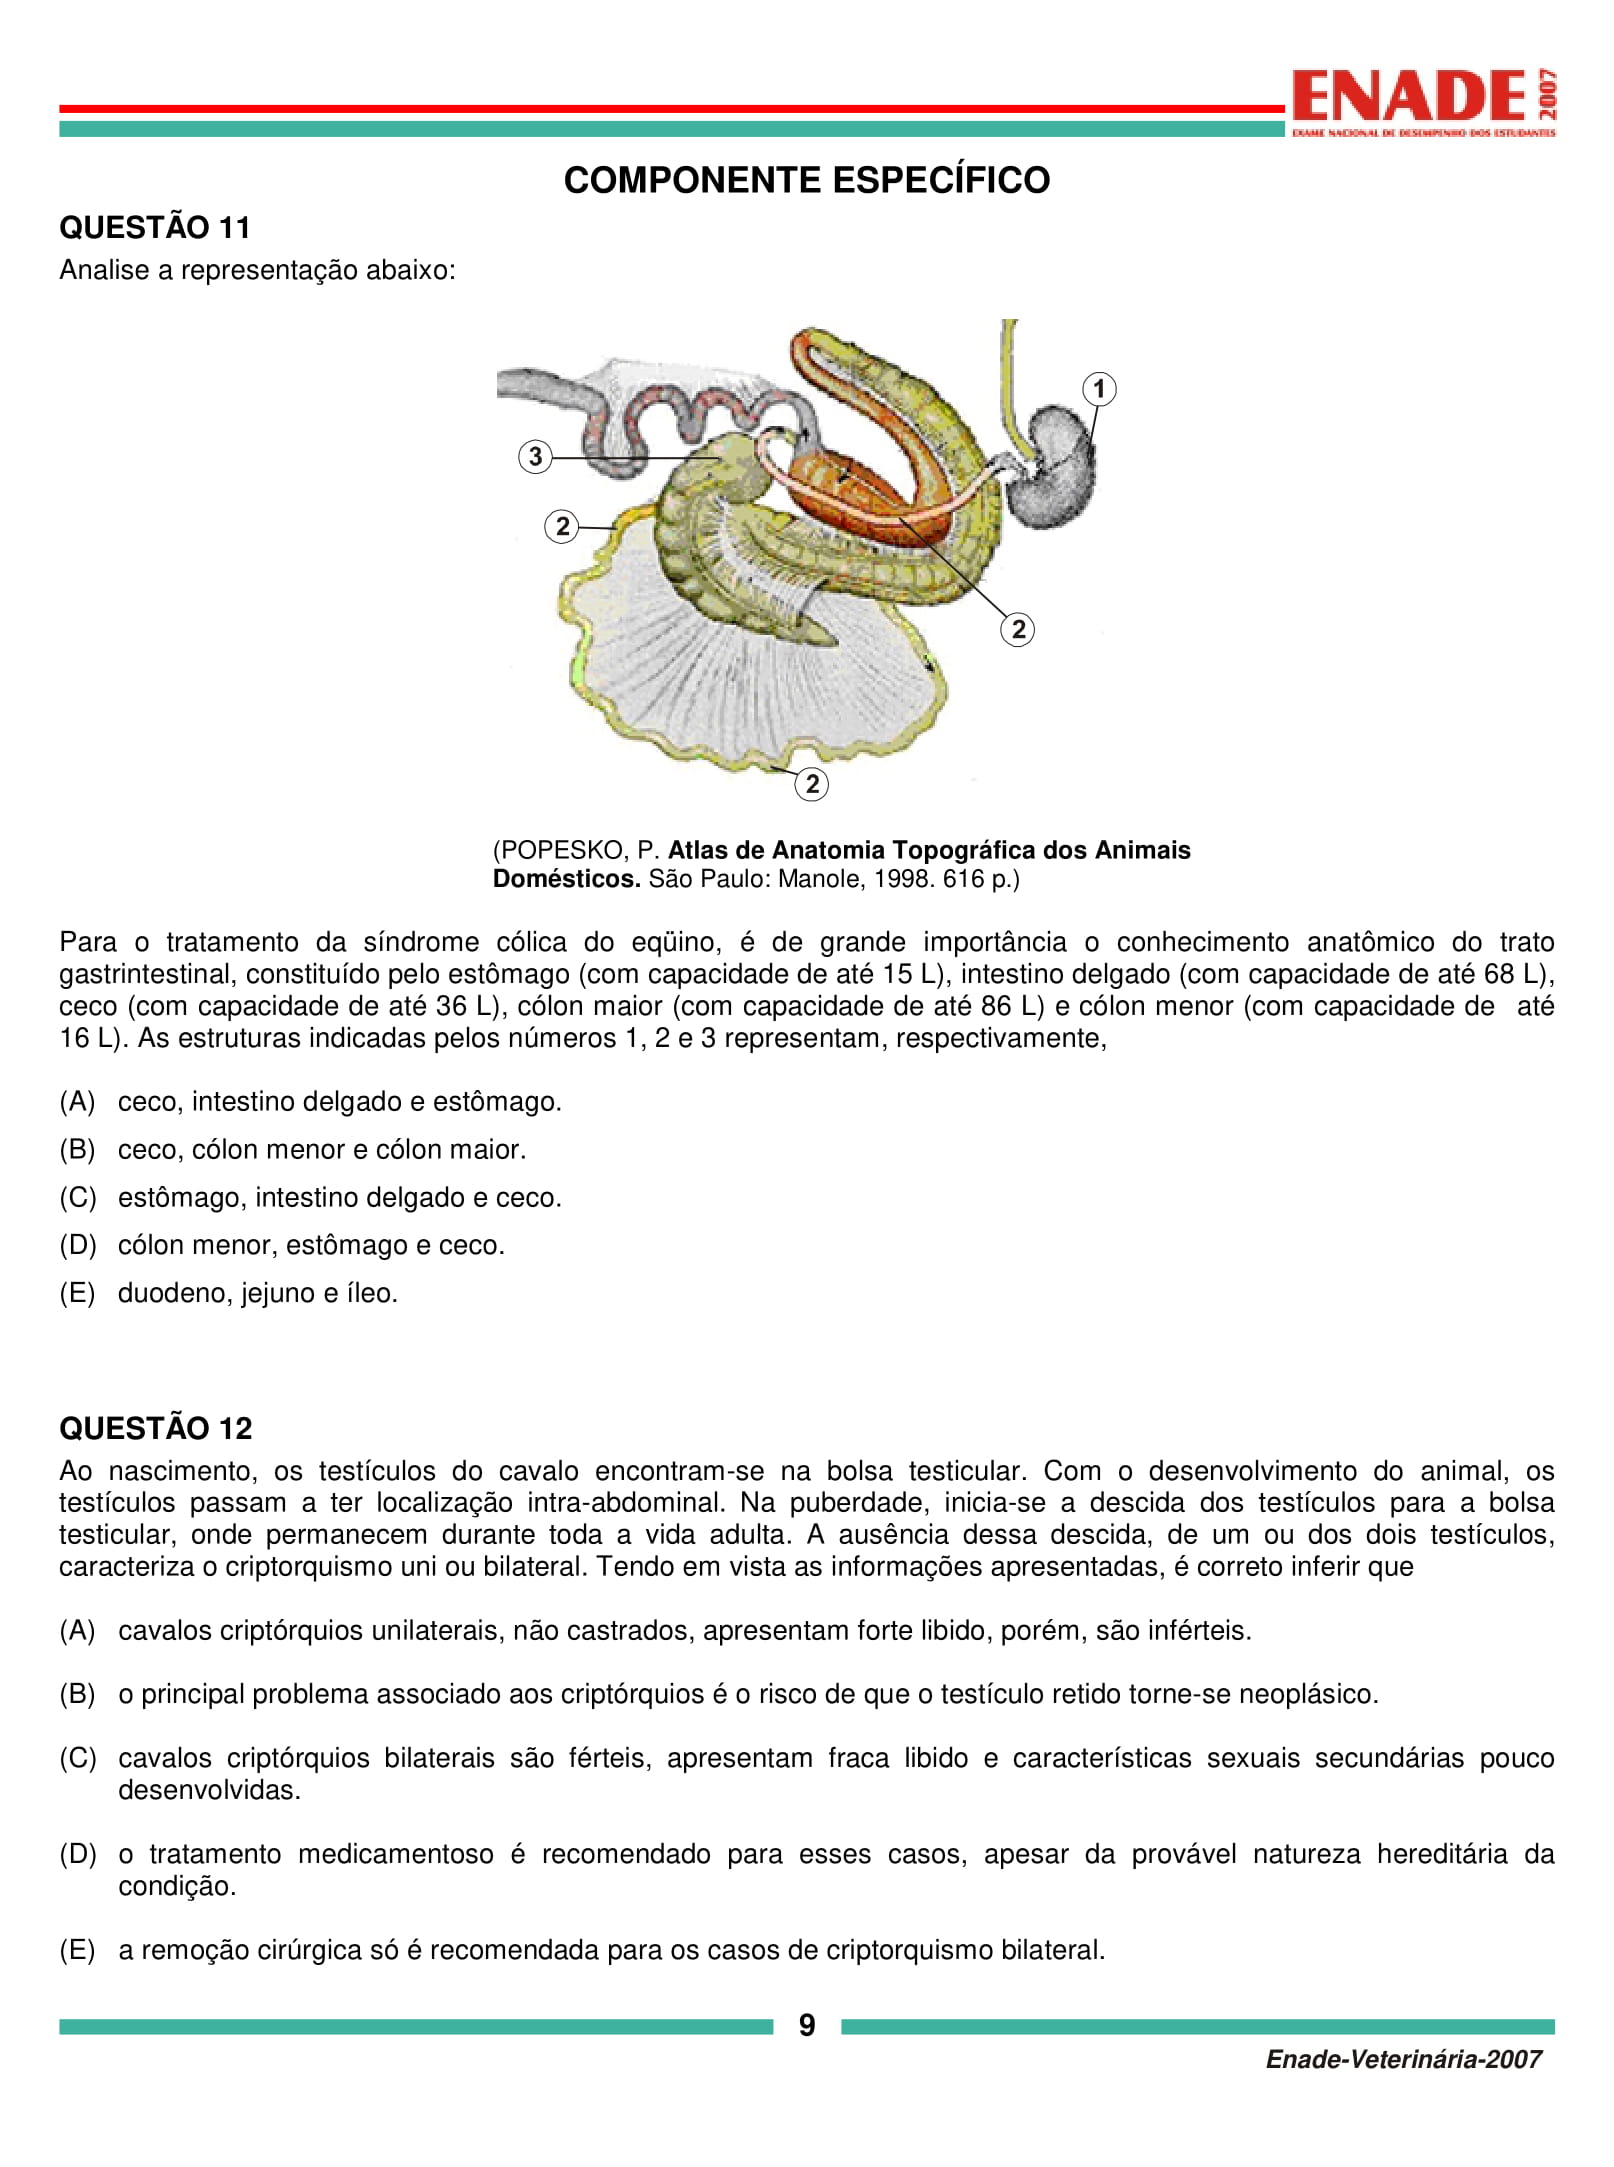 ENADE 2007
EXAME NACIONAL DE DESEMPENHO DOS ESTUDANTES
COMPONENTE ESPECÍFICO
QUESTÃO 11
Analise a representação abaixo:
1
3
2
2
2
(POPESKO, P. Atlas de Anatomia Topográfica dos Animais
Domésticos. São Paulo: Manole, 1998. 616 p.)
Para o tratamento da síndrome cólica do eqüino, é de grande importância o conhecimento anatômico do trato
gastrintestinal, constituído pelo estômago (com capacidade de até 15 L), intestino delgado (com capacidade de até 68 L),
ceco (com capacidade de até 36 L), cólon maior (com capacidade de até 86 L) e cólon menor (com capacidade de até
16 L). As estruturas indicadas pelos números 1, 2 e 3 representam, respectivamente,
(A) ceco, intestino delgado e estômago.
(B) ceco, cólon menor e cólon maior.
(C) estômago, intestino delgado e ceco.
(D) cólon menor, estômago e ceco.
(E) duodeno, jejuno e íleo.
QUESTÃO 12
Ao nascimento, os testículos do cavalo encontram-se na bolsa testicular. Com o desenvolvimento do animal, os
testículos passam a ter localização intra-abdominal. Na puberdade, inicia-se a descida dos testículos para a bolsa
testicular, onde permanecem durante toda a vida adulta. A ausência dessa descida, de um ou dos dois testículos,
caracteriza o criptorquismo uni ou bilateral. Tendo em vista as informações apresentadas, é correto inferir que
(A) cavalos criptórquios unilaterais, não castrados, apresentam forte libido, porém, são inférteis.
(B) o principal problema associado aos criptórquios é o risco de que o testículo retido torne-se neoplásico.
(C) cavalos criptórquios bilaterais são férteis, apresentam fraca libido e características sexuais secundárias pouco
desenvolvidas.
(D) o tratamento medicamentoso é recomendado para esses casos, apesar da provável natureza hereditária da
condição.
(E) a remoção cirúrgica só é recomendada para os casos de criptorquismo bilateral.
9
Enade-Veterinária-2007